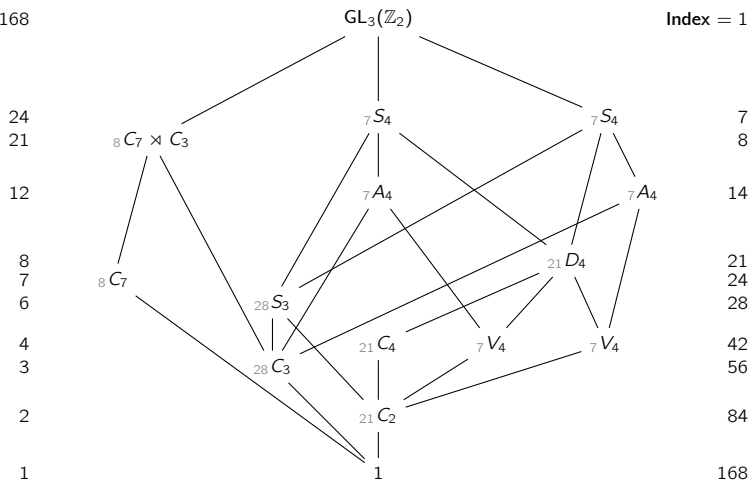 168 GL₃(ℤ₂) Index = 1
24 ₇S₄ ₇S₄ 7
21 ₈C₇ ⋊ C₃ 8
12 ₇A₄ ₇A₄ 14
8 ₂₁D₄ 21
7 ₈C₇ 24
6 ₂₈S₃ 28
4 ₂₁C₄ ₇V₄ ₇V₄ 42
3 ₂₈C₃ 56
2 ₂₁C₂ 84
1 1 168